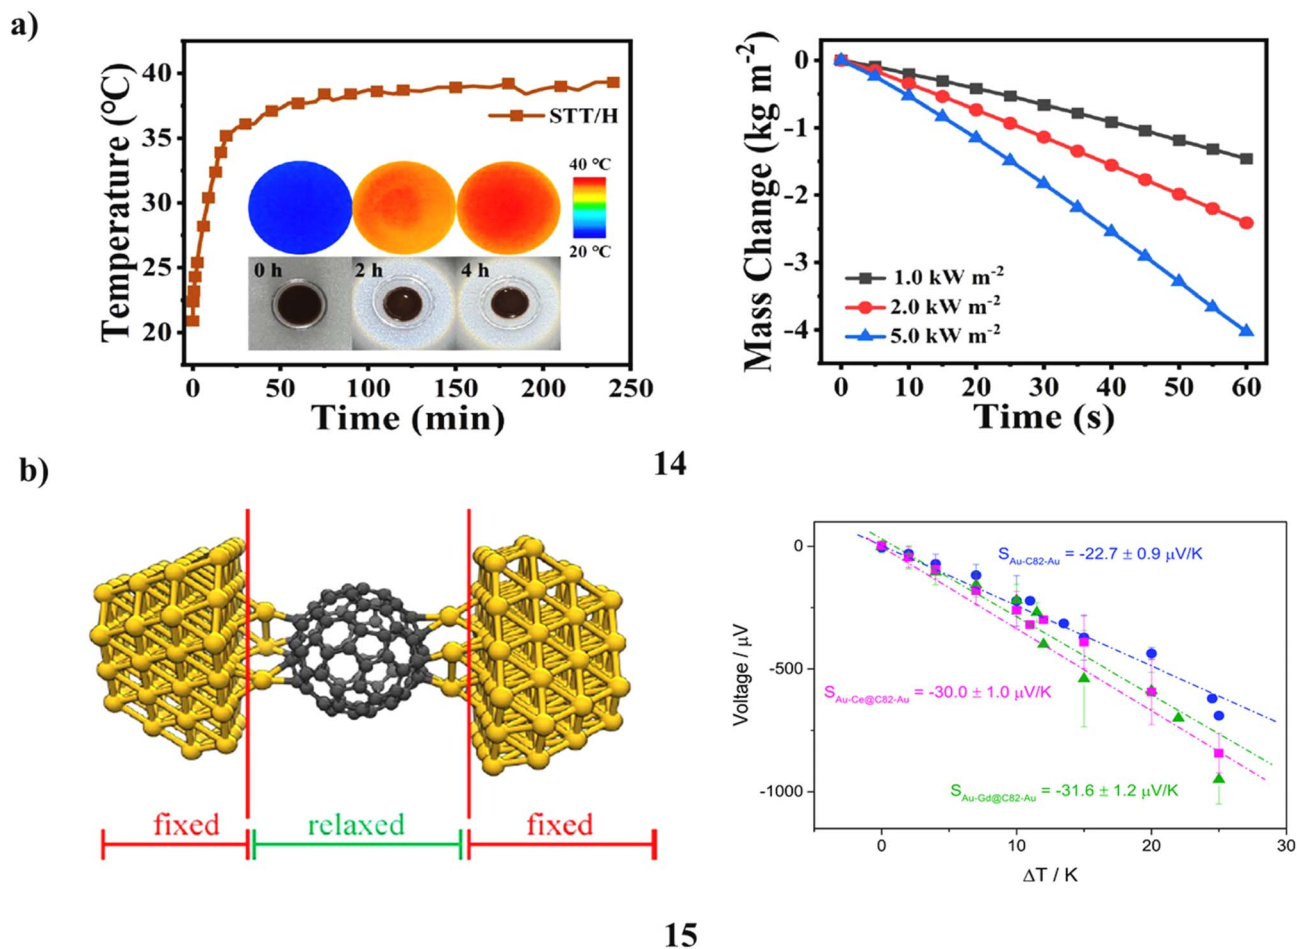 a)
Temperature (℃)
40
35
30
25
20
STT/H
40 ℃
20 ℃
0 h
2 h
4 h
0
50
100
150
200
250
Time (min)
Mass Change (kg m⁻²)
0
-1
-2
-3
-4
1.0 kW m⁻²
2.0 kW m⁻²
5.0 kW m⁻²
0
10
20
30
40
50
60
Time (s)
14
b)
fixed
relaxed
fixed
Voltage / μV
0
-500
-1000
S_Au-C82-Au = -22.7 ± 0.9 μV/K
S_Au-Ce@C82-Au = -30.0 ± 1.0 μV/K
S_Au-Gd@C82-Au = -31.6 ± 1.2 μV/K
0
10
20
30
ΔT / K
15